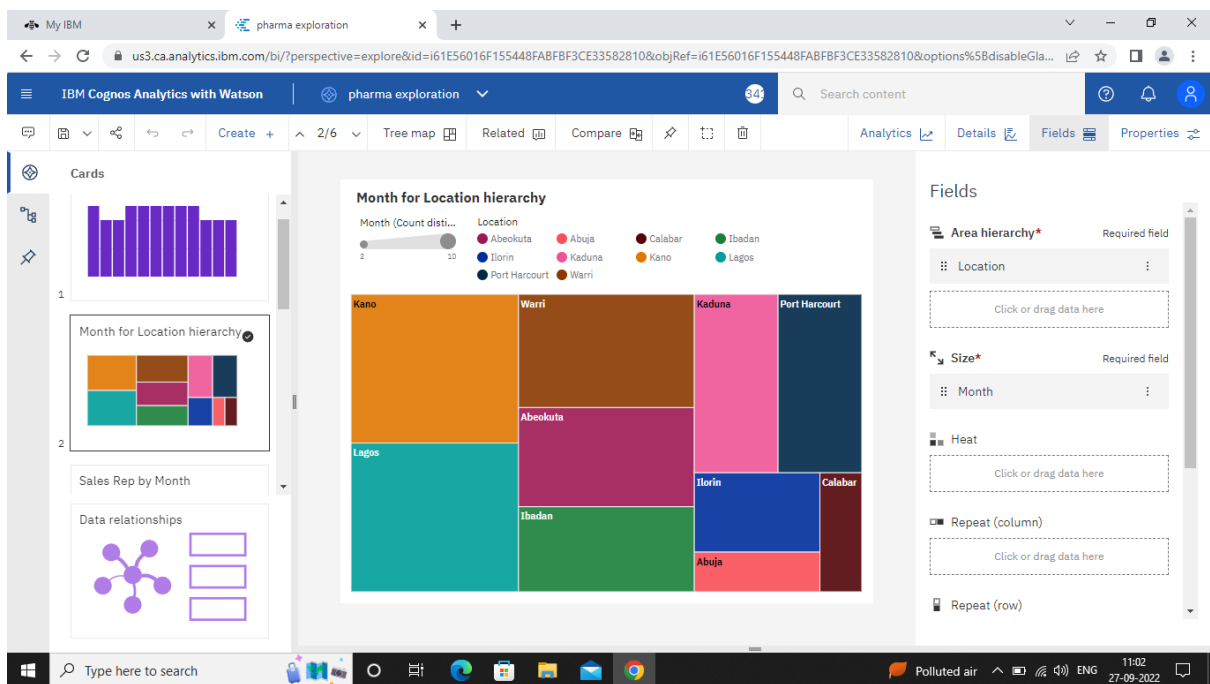 My IBM
pharma exploration
us3.ca.analytics.ibm.com/bi/?perspective=explore&id=i61E56016F155448FABFBF3CE33582810&objRef=i61E56016F155448FABFBF3CE33582810&options%5BdisableGla...
IBM Cognos Analytics with Watson
pharma exploration
Search content
Create +
2/6
Tree map
Related
Compare
Analytics
Details
Fields
Properties
Cards
1
Month for Location hierarchy
2
Sales Rep by Month
Data relationships
Month for Location hierarchy
Month (Count disti...
2 10
Location
Abeokuta Abuja Calabar Ibadan
Ilorin Kaduna Kano Lagos
Port Harcourt Warri
Kano
Warri
Kaduna
Port Harcourt
Abeokuta
Lagos
Ilorin
Calabar
Ibadan
Abuja
Fields
Area hierarchy* Required field
Location
Click or drag data here
Size* Required field
Month
Heat
Click or drag data here
Repeat (column)
Click or drag data here
Repeat (row)
Type here to search
Polluted air
ENG
11:02
27-09-2022